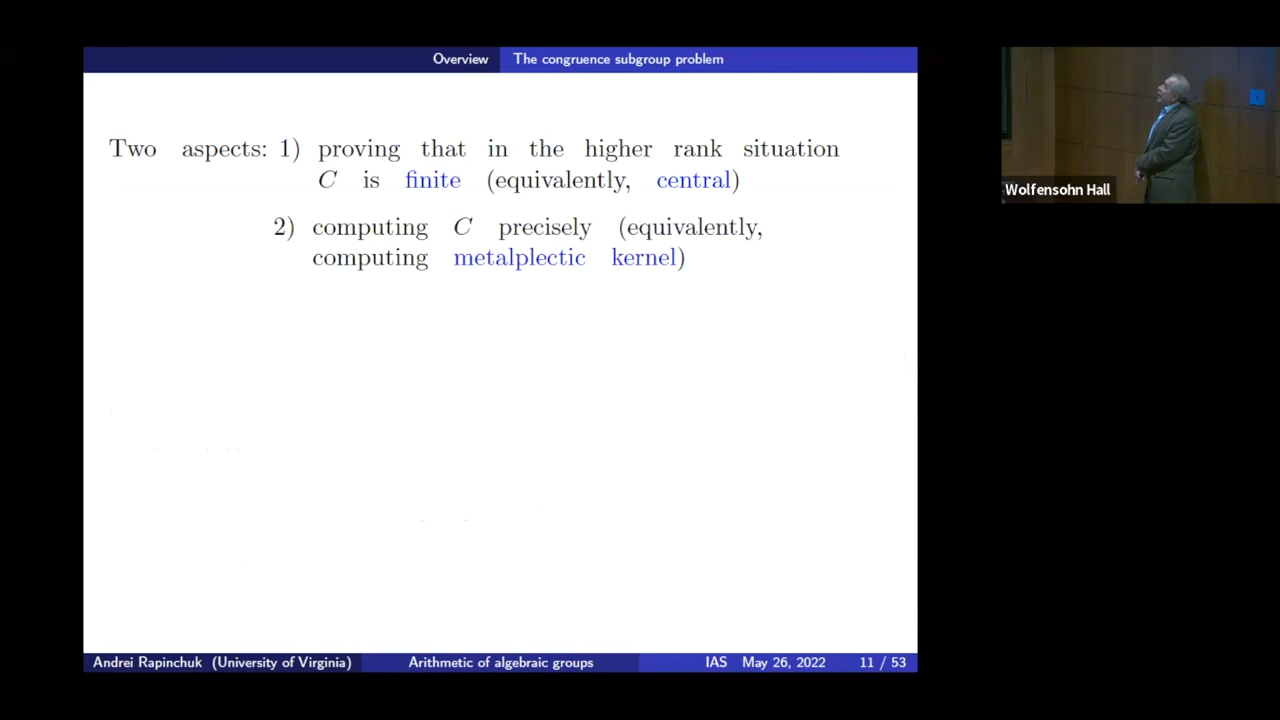 Overview The congruence subgroup problem
Two aspects: 1) proving that in the higher rank situation
C is finite (equivalently, central)
2) computing C precisely (equivalently,
computing metalplectic kernel)
Wolfensohn Hall
Andrei Rapinchuk (University of Virginia) Arithmetic of algebraic groups IAS May 26, 2022 11 / 53